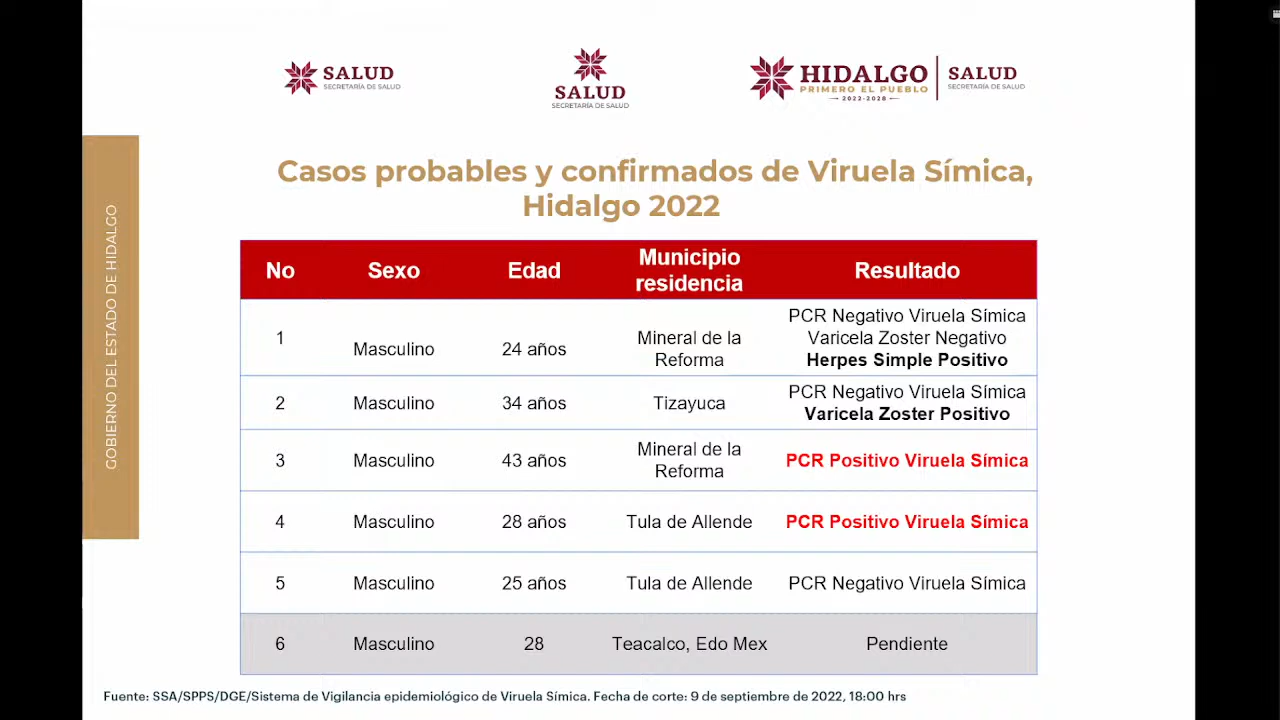 SALUD
SECRETARÍA DE SALUD
SALUD
SECRETARÍA DE SALUD
HIDALGO
PRIMERO EL PUEBLO
2022-2028
SALUD
SECRETARÍA DE SALUD
GOBIERNO DEL ESTADO DE HIDALGO
Casos probables y confirmados de Viruela Símica,
Hidalgo 2022
No Sexo Edad Municipio residencia Resultado
1 Masculino 24 años Mineral de la Reforma PCR Negativo Viruela Símica
Varicela Zoster Negativo
Herpes Simple Positivo
2 Masculino 34 años Tizayuca PCR Negativo Viruela Símica
Varicela Zoster Positivo
3 Masculino 43 años Mineral de la Reforma PCR Positivo Viruela Símica
4 Masculino 28 años Tula de Allende PCR Positivo Viruela Símica
5 Masculino 25 años Tula de Allende PCR Negativo Viruela Símica
6 Masculino 28 Teacalco, Edo Mex Pendiente
Fuente: SSA/SPPS/DGE/Sistema de Vigilancia epidemiológico de Viruela Símica. Fecha de corte: 9 de septiembre de 2022, 18:00 hrs